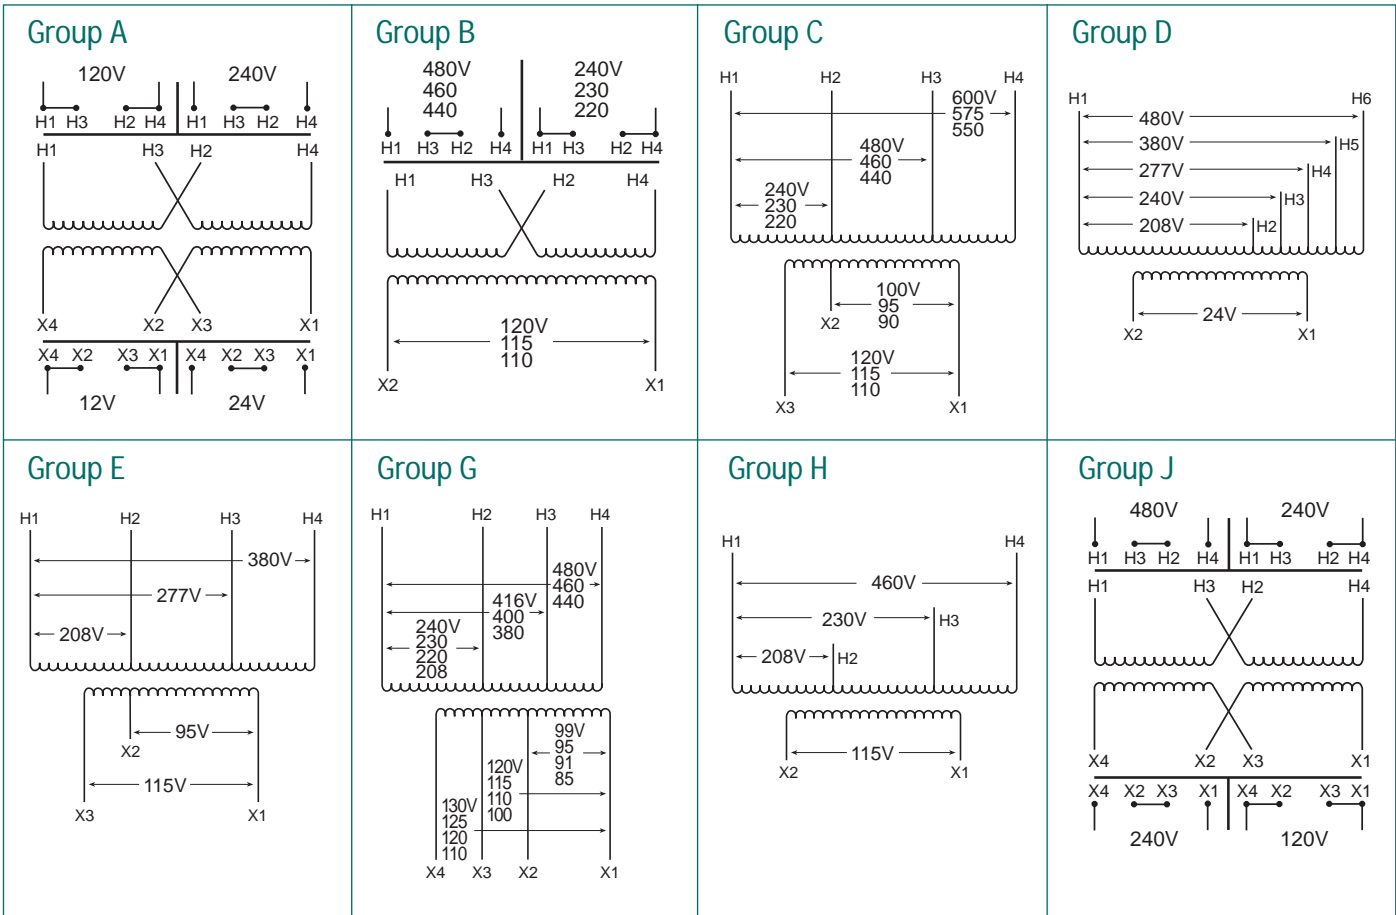 Group A
120V 240V
H1 H3 H2 H4 H1 H3 H2 H4
H1 H3 H2 H4
X4 X2 X3 X1
X4 X2 X3 X1 X4 X2 X3 X1
12V 24V
Group B
480V 240V
460 230
440 220
H1 H3 H2 H4 H1 H3 H2 H4
H1 H3 H2 H4
120V
115
110
X2 X1
Group C
H1 H2 H3 H4
600V
575
550
480V
460
440
240V
230
220
100V
95
90
X2
120V
115
110
X3 X1
Group D
H1 H6
480V
380V H5
277V H4
240V H3
208V H2
24V
X2 X1
Group E
H1 H2 H3 H4
380V
277V
208V
95V
X2
115V
X3 X1
Group G
H1 H2 H3 H4
480V
460
440
416V
400
380
240V
230
220
208
99V
95
91
85
120V
115
110
100
130V
125
120
110
X4 X3 X2 X1
Group H
H1 H4
460V
230V H3
208V H2
115V
X2 X1
Group J
480V 240V
H1 H3 H2 H4 H1 H3 H2 H4
H1 H3 H2 H4
X4 X2 X3 X1
X4 X2 X3 X1 X4 X2 X3 X1
240V 120V